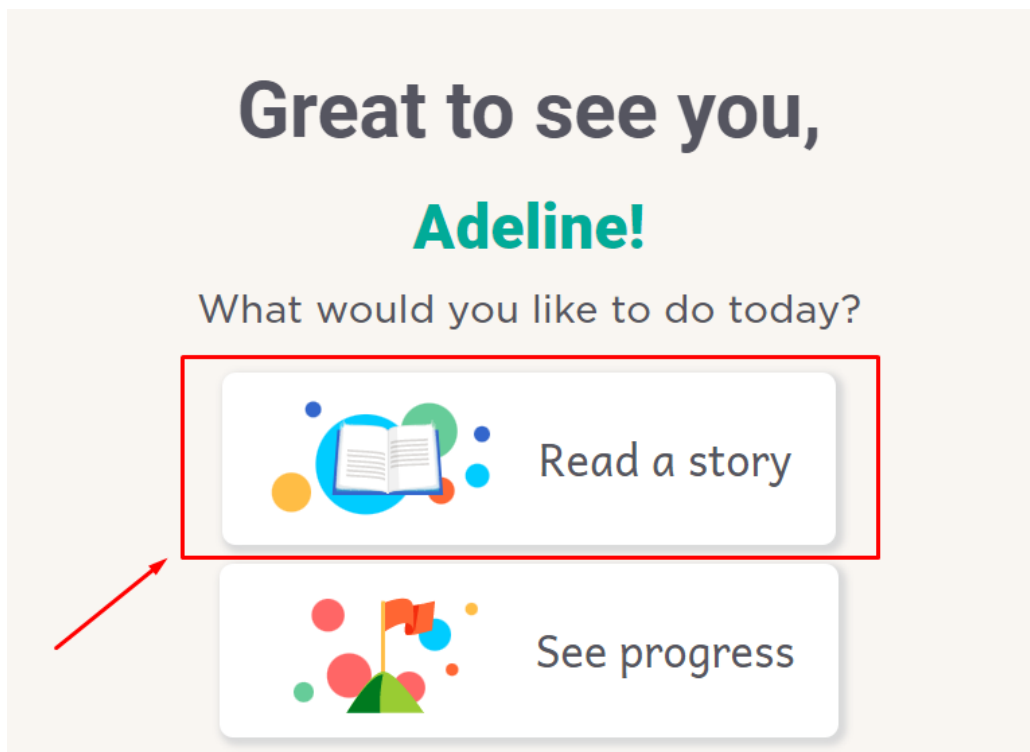 Great to see you,
Adeline!
What would you like to do today?
Read a story
See progress